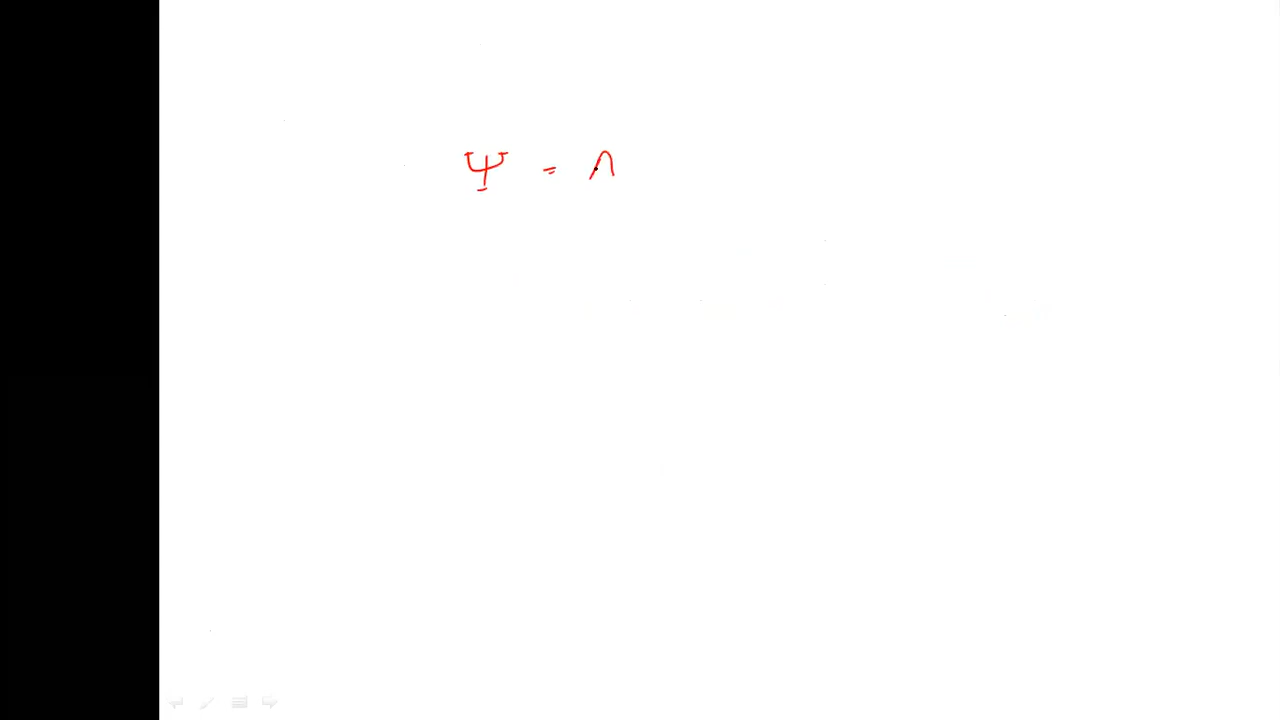 Ψ = Λ